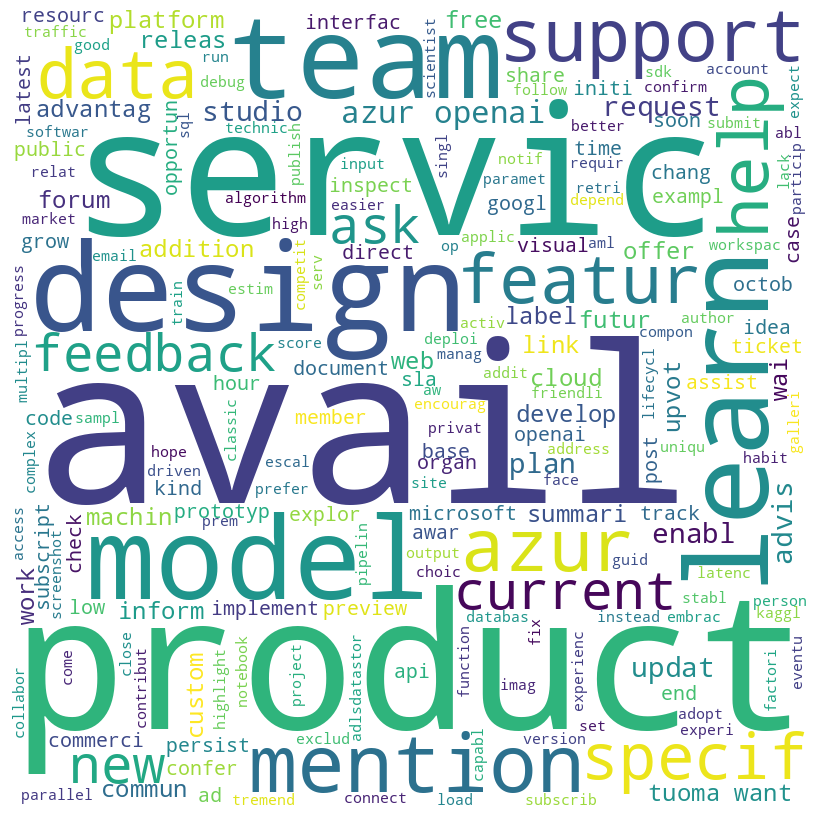 resourc
platform
interfac
free
support
traffic
good
data
team
releas
run
debug
latest
advantag
studio
azur openai
scientist
share
follow
initi
sdk
confirm
account
request
soon
submit
expect
softwar
sql
technic
publish
servic
better
abl
lack
public
relat
opportun
input
singl
notif
paramet
requir
retri
time
chang
exampl
help
particip
case
forum
market
algorithm
high
easier
inspect
ask
googl
depend
grow
email
addition
direct
competit
serv
op
applic
visual
aml
offer
workspac
design
featur
octob
progress
train
estim
label
futur
author
idea
ticket
multipl
feedback
score
document
web
sla
activ
addit
manag
deploi
link
compon
cloud
friendli
lifecycl
upvot
assist
wai
learn
galleri
code
sampl
hour
classic
member
aw
encourag
privat
develop
openai
post
avail
complex
hope
driven
escal
prefer
base
organ
site
plan
face
address
uniqu
habit
kind
access
subscript
screenshot
check
machin
prototyp
prem
explor
microsoft
awar
summari
track
enabl
advis
work
model
pipelin
output
choic
azur
guid
latenc
low
inform
implement
preview
current
databas
instead
embrac
stabl
person
kaggl
product
collabor
close
come
contribut
custom
highlight
notebook
project
adlsdatastor
api
function
fix
imag
experienc
updat
end
set
adopt
experi
factori
eventu
commerci
persist
exclud
mention
capabl
version
specif
new
confer
parallel
commun
ad
tremend
connect
load
subscrib
tuoma want